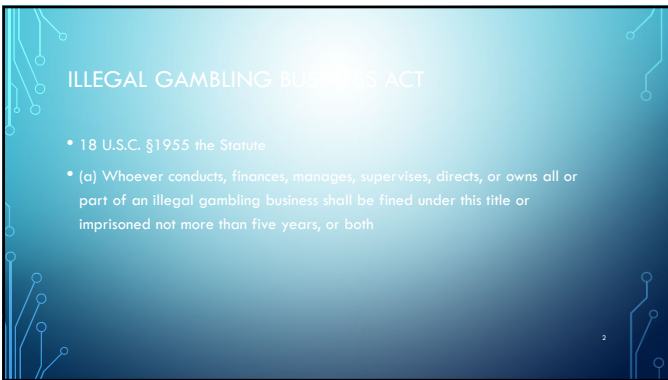 ILLEGAL GAMBLING BUSINESS ACT
• 18 U.S.C. §1955 the Statute
• (a) Whoever conducts, finances, manages, supervises, directs, or owns all or
part of an illegal gambling business shall be fined under this title or
imprisoned not more than five years, or both
2